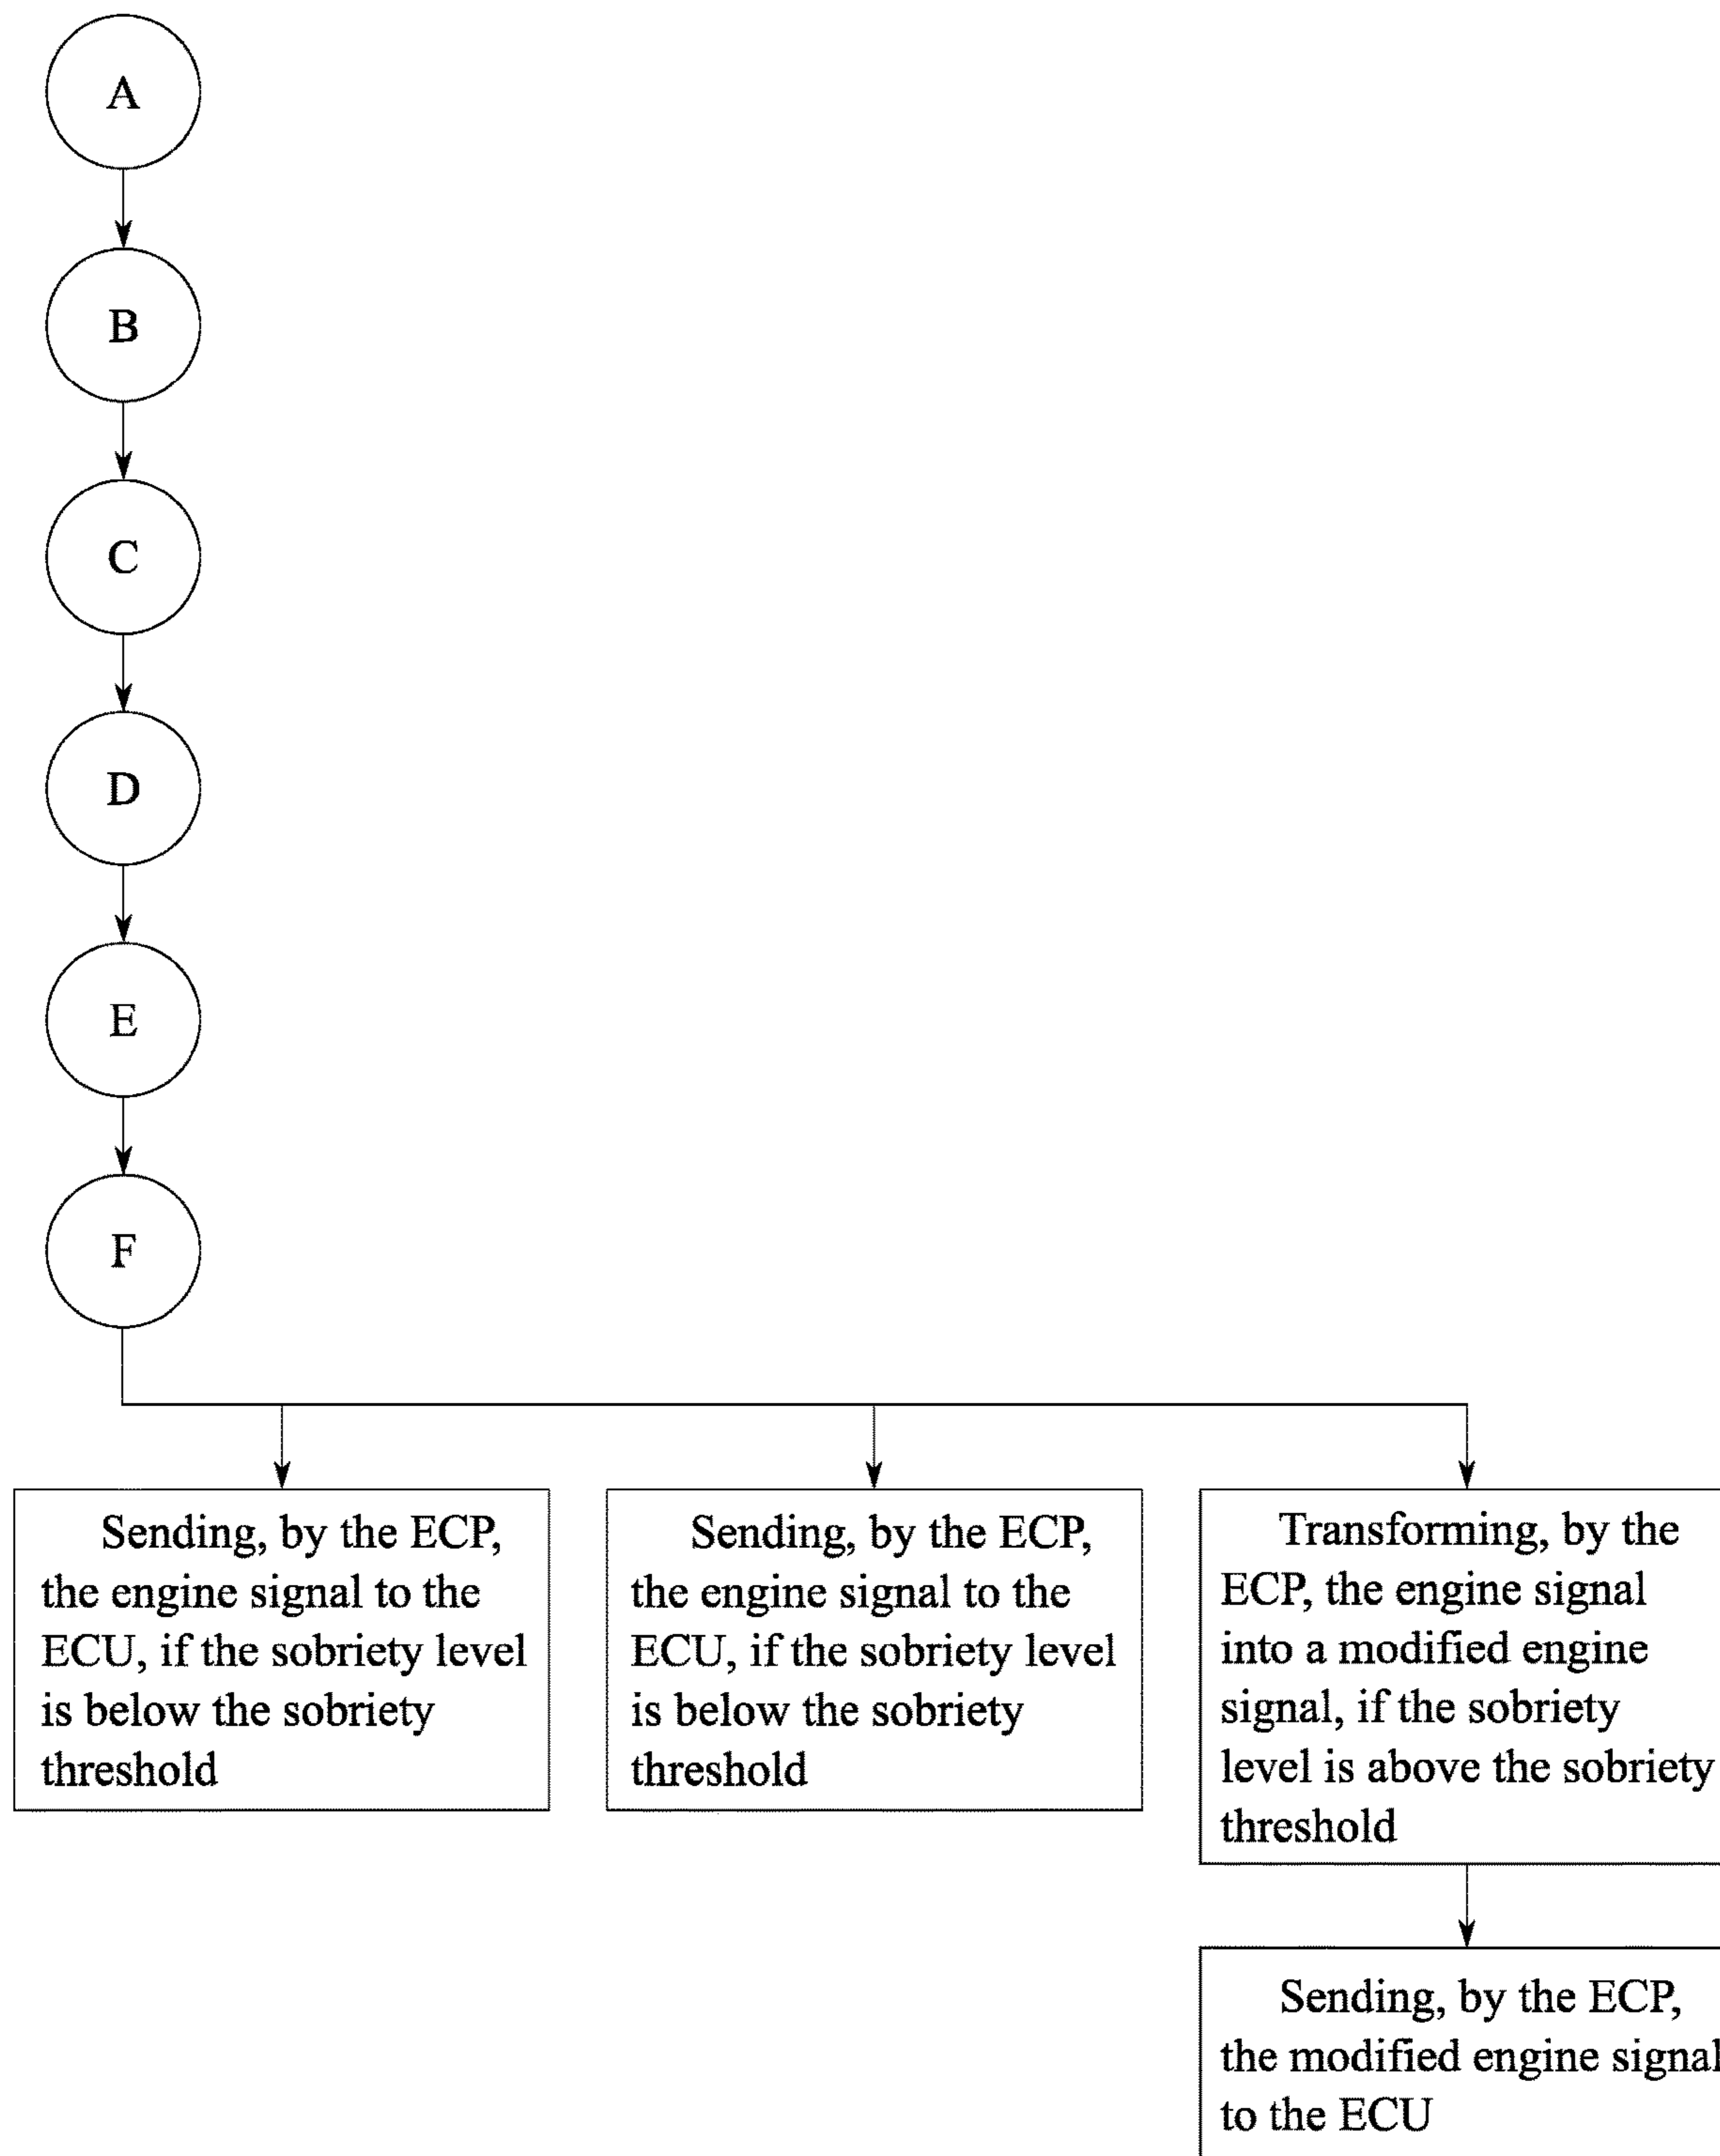 A
B
C
D
E
F
Sending, by the ECP,
the engine signal to the
ECU, if the sobriety level
is below the sobriety
threshold
Sending, by the ECP,
the engine signal to the
ECU, if the sobriety level
is below the sobriety
threshold
Transforming, by the
ECP, the engine signal
into a modified engine
signal, if the sobriety
level is above the sobriety
threshold
Sending, by the ECP,
the modified engine signal
to the ECU